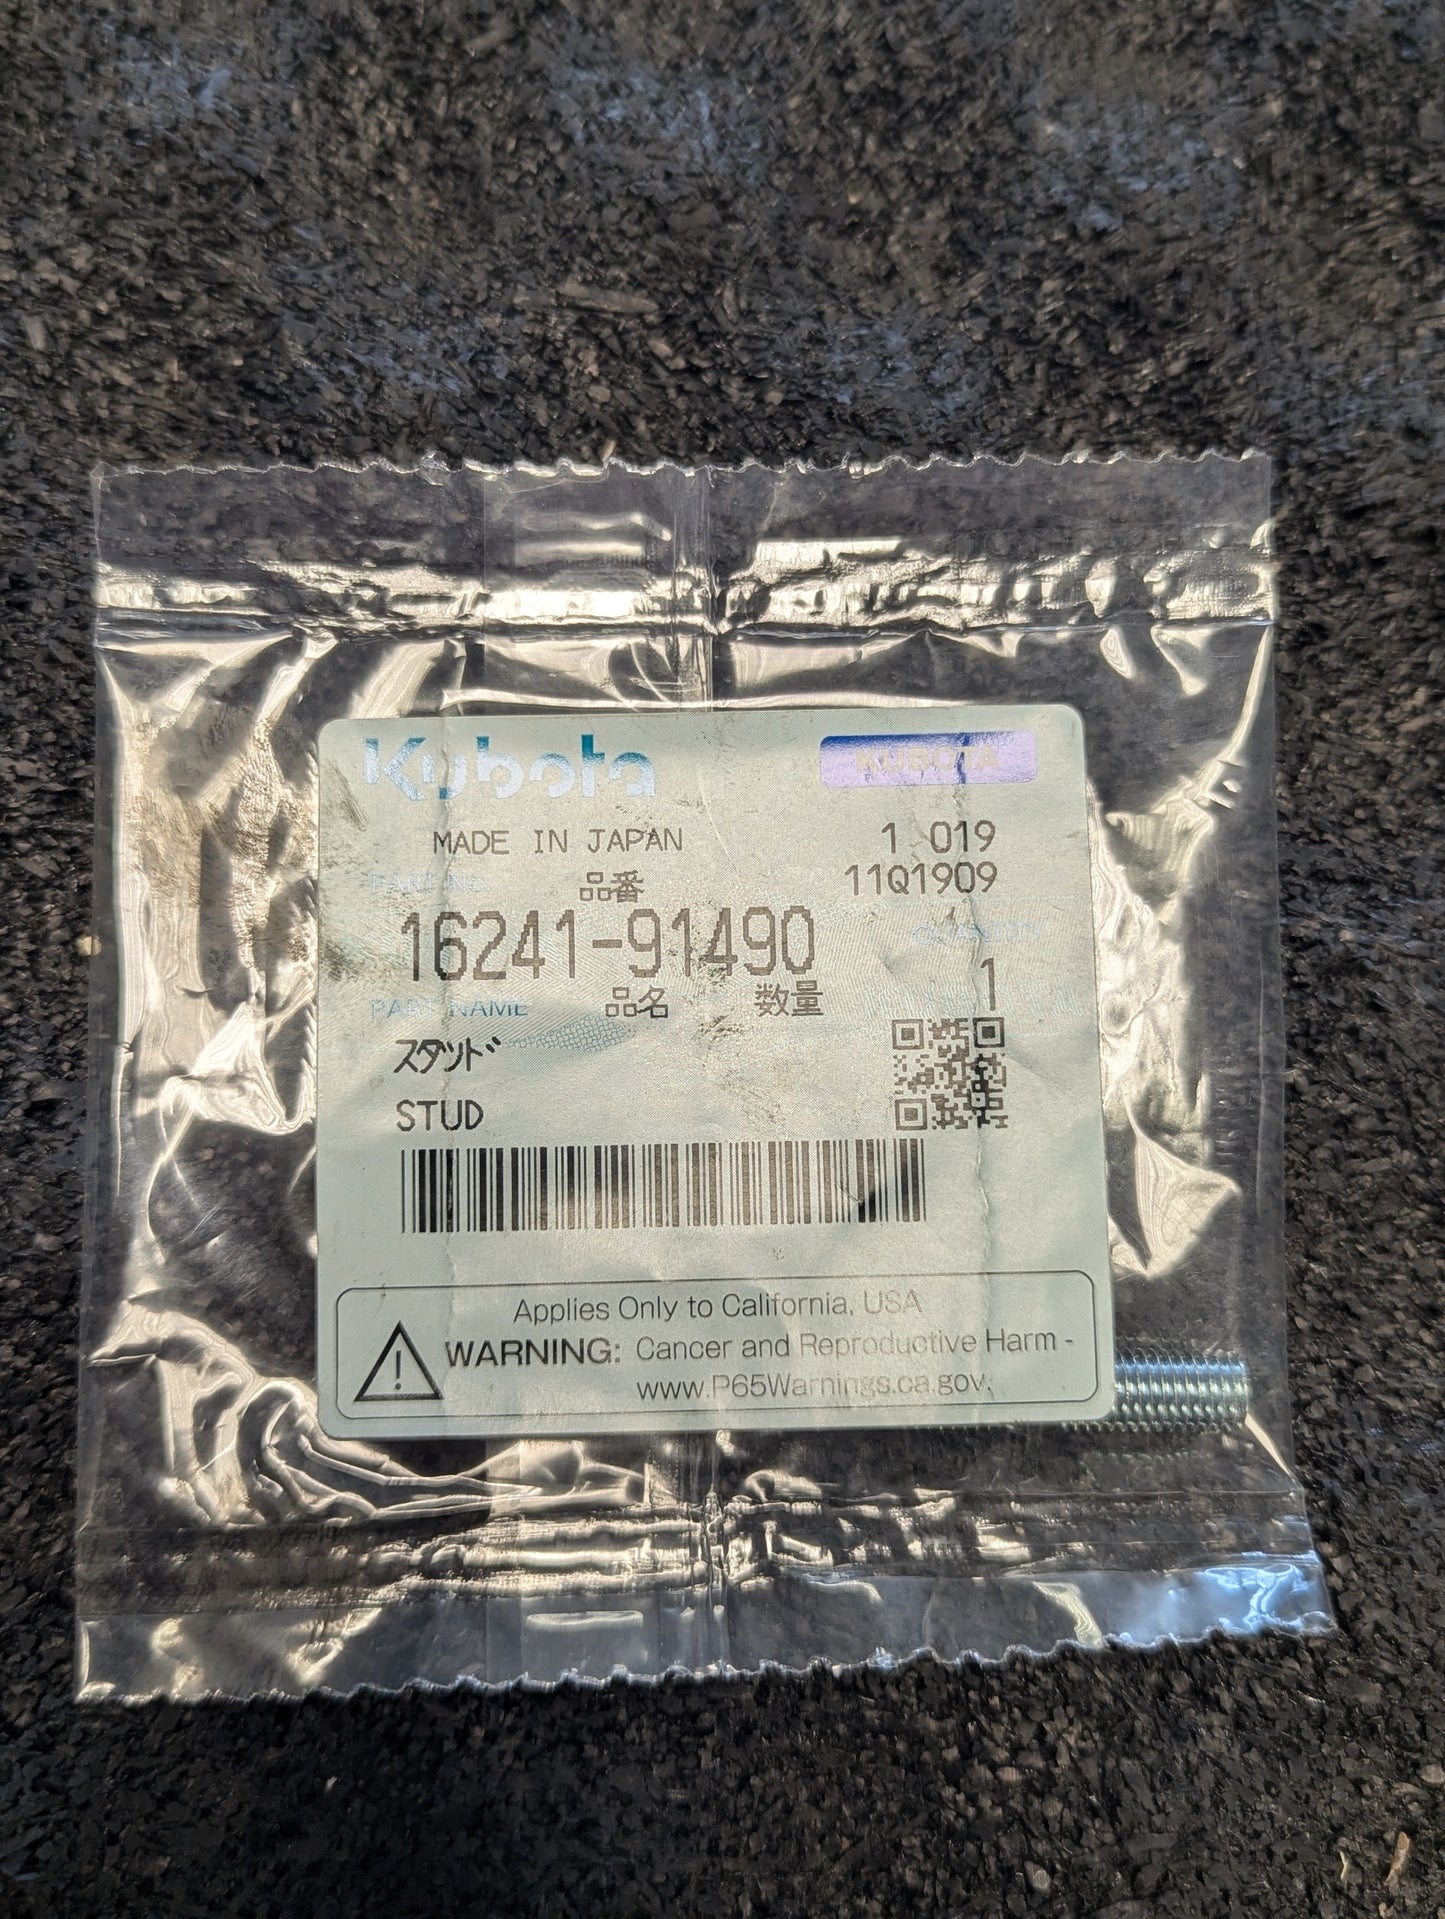 Kubota KUBOTA
MADE IN JAPAN 1 019
PART NO. 品番 11Q1909
16241-91490 QUANTITY
1
PART NAME 品名 数量
スタッド
STUD
Applies Only to California, USA
WARNING: Cancer and Reproductive Harm -
www.P65Warnings.ca.gov.